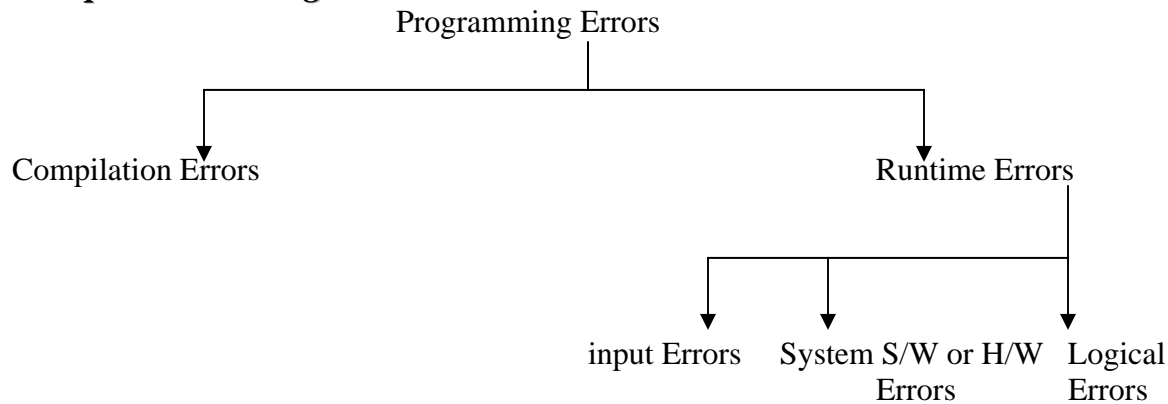 Programming Errors
Compilation Errors Runtime Errors
input Errors System S/W or H/W Logical
Errors Errors